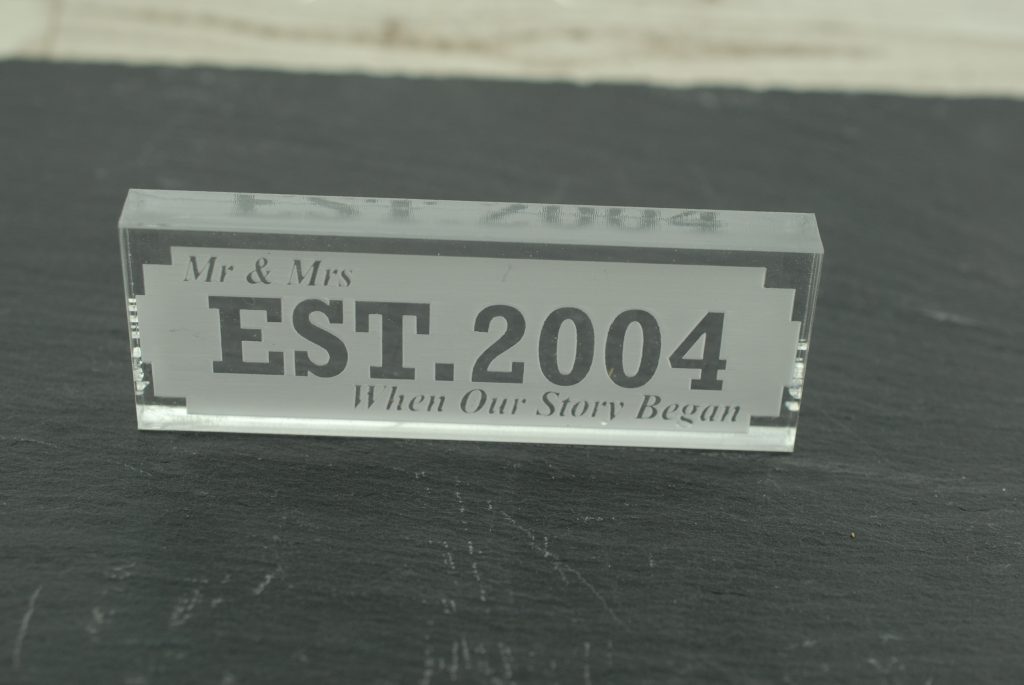 Mr & Mrs
EST.2004
When Our Story Began